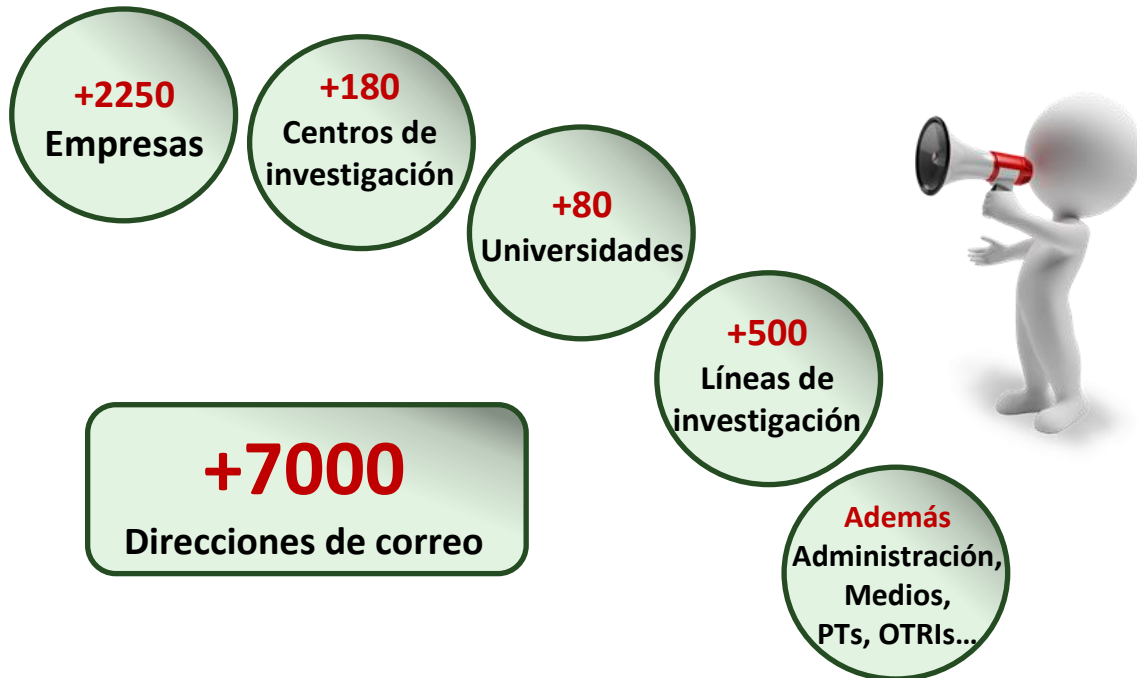 +2250
Empresas
+180
Centros de
investigación
+80
Universidades
+500
Líneas de
investigación
+7000
Direcciones de correo
Además
Administración,
Medios,
PTs, OTRIs...